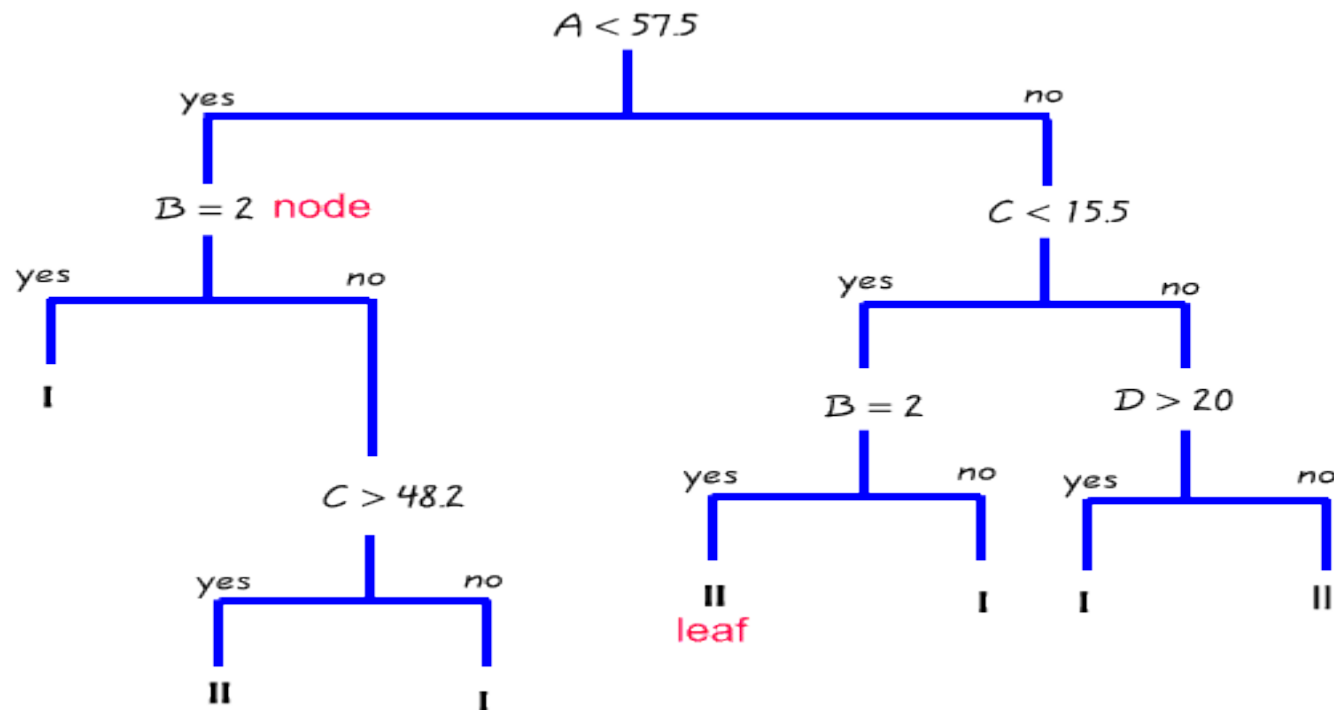 A < 57.5
yes
no
B = 2 node
C < 15.5
yes
no
yes
no
I
B = 2
D > 20
C > 48.2
yes
no
yes
no
yes
no
II
I
I
II
leaf
II
I